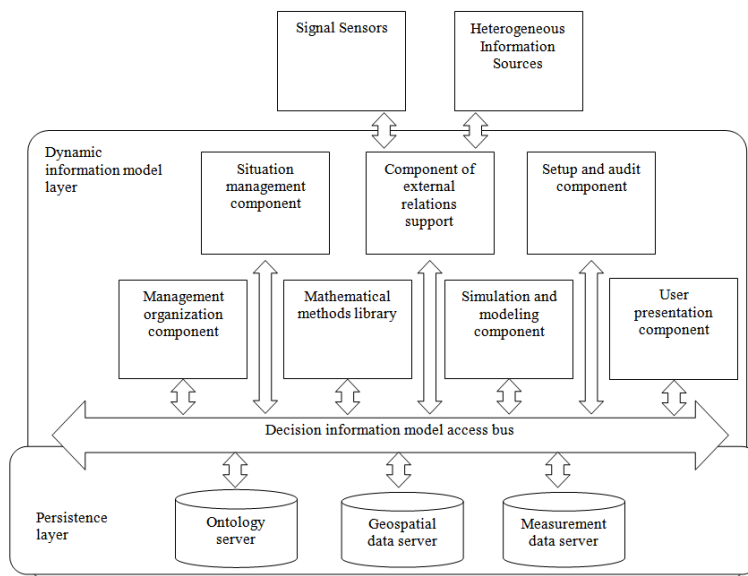 Signal Sensors
Heterogeneous
Information
Sources
Dynamic
information model
layer
Situation
management
component
Component of
external
relations
support
Setup and audit
component
Management
organization
component
Mathematical
methods library
Simulation and
modeling
component
User
presentation
component
Decision information model access bus
Persistence
layer
Ontology
server
Geospatial
data server
Measurement
data server